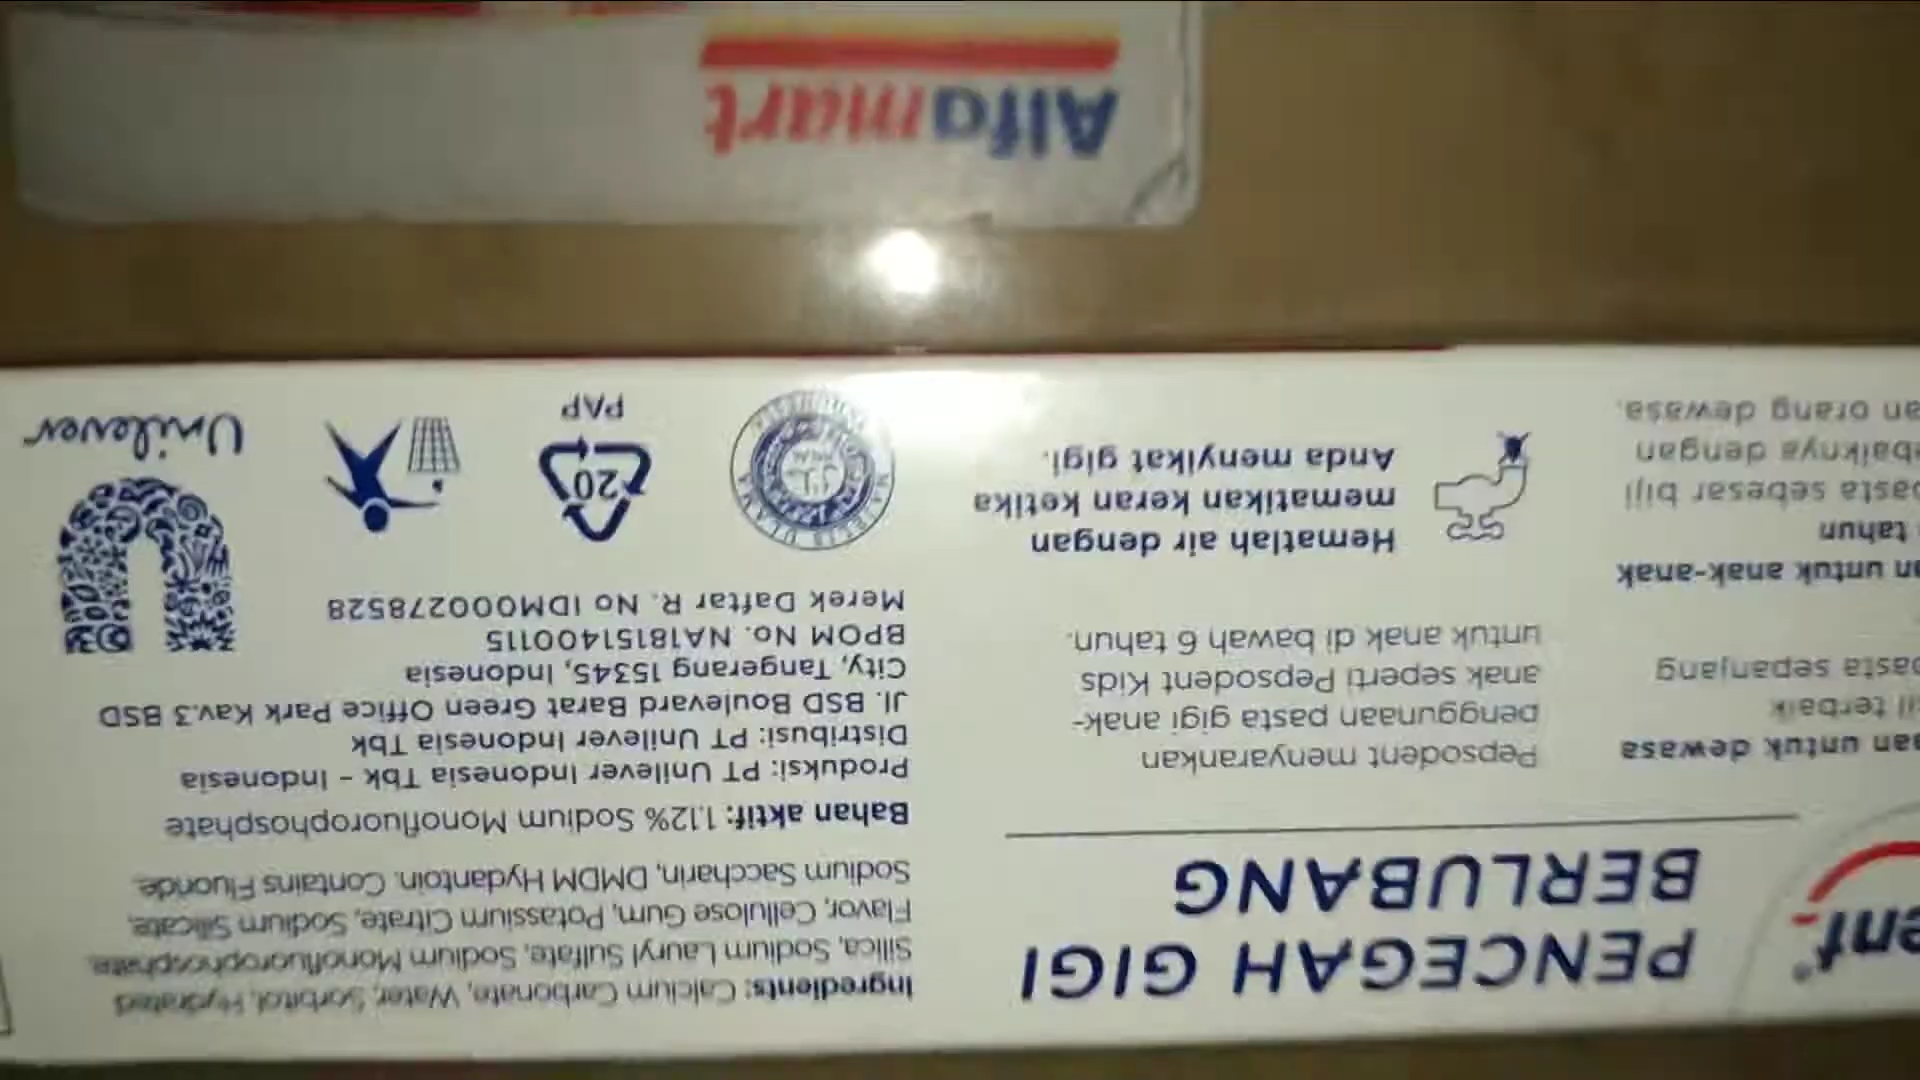 ent
PENCEGAH GIGI
BERLUBANG
untuk dewasa
terbaik
pasta sepanjang
untuk anak-anak
tahun
pasta sebesar biji
dengan
orang dewasa.
Pepsodent menyarankan
penggunaan pasta gigi anak-
anak seperti Pepsodent Kids
untuk anak di bawah 6 tahun.
Hematlah air dengan
mematikan keran ketika
Anda menyikat gigi.
Ingredients: Calcium Carbonate, Water, Sorbitol, Hydrated
Silica, Sodium Lauryl Sulfate, Sodium Monofluorophosphate,
Flavor, Cellulose Gum, Potassium Citrate, Sodium Silicate,
Sodium Saccharin, DMDM Hydantoin. Contains Fluoride.
Bahan aktif: 1.12% Sodium Monofluorophosphate
Produksi: PT Unilever Indonesia Tbk - Indonesia
Distribusi: PT Unilever Indonesia Tbk
Jl. BSD Boulevard Barat Green Office Park Kav.3 BSD
City, Tangerang 15345, Indonesia
BPOM No. NA18151400115
Merek Daftar R. No IDM000278528
MAJELIS ULAMA
20
PAP
Unilever
Alfamart